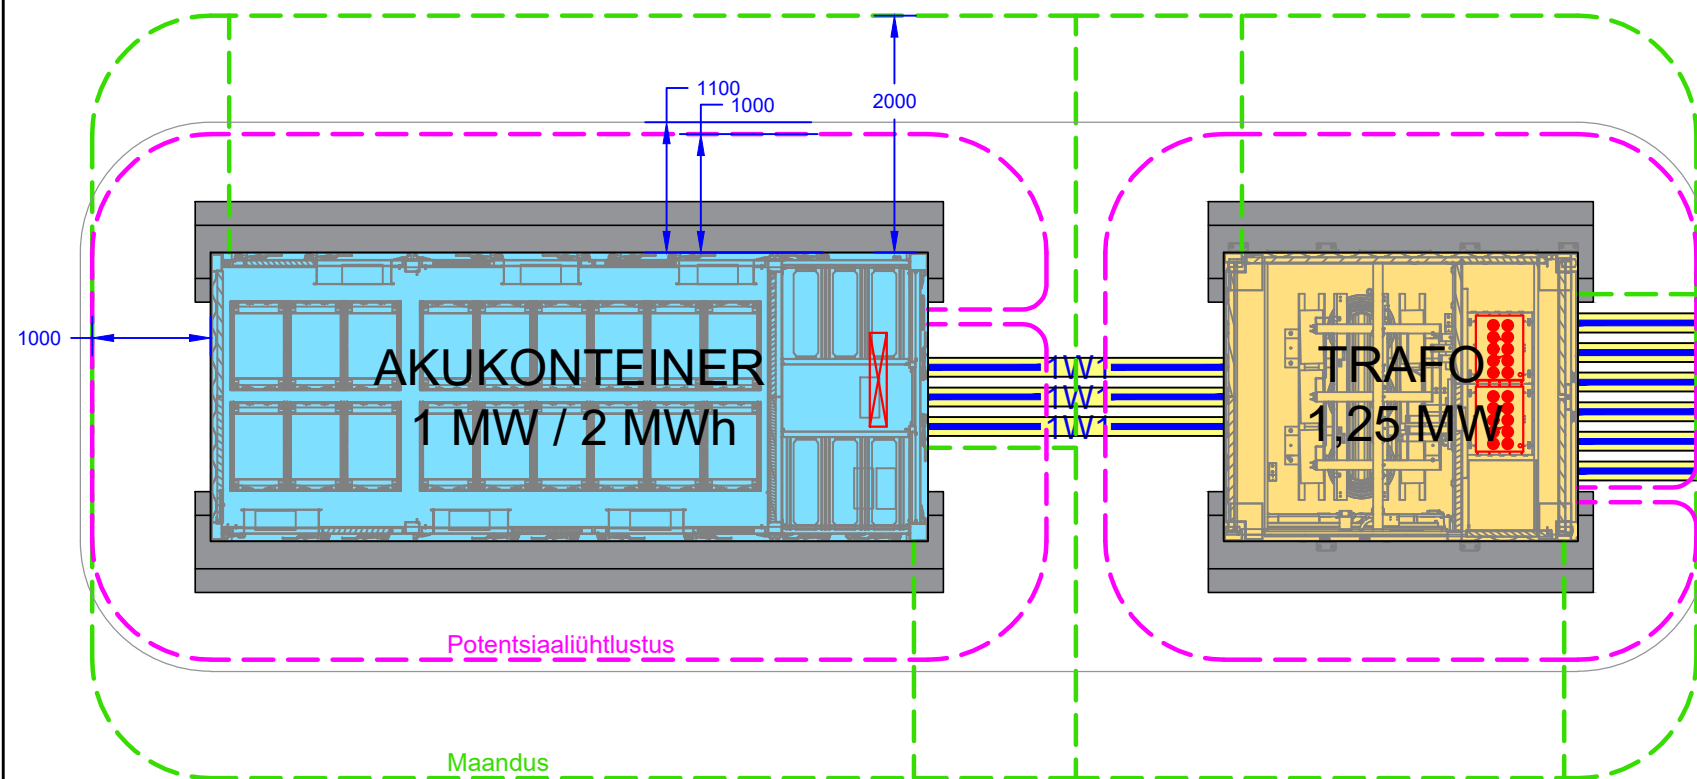 1100
1000
2000
1000
AKUKONTEINER
1 MW / 2 MWh
1W1
1W1
1W1
TRAFO
1,25 MW
Potentsiaaliühtlustus
Maandus